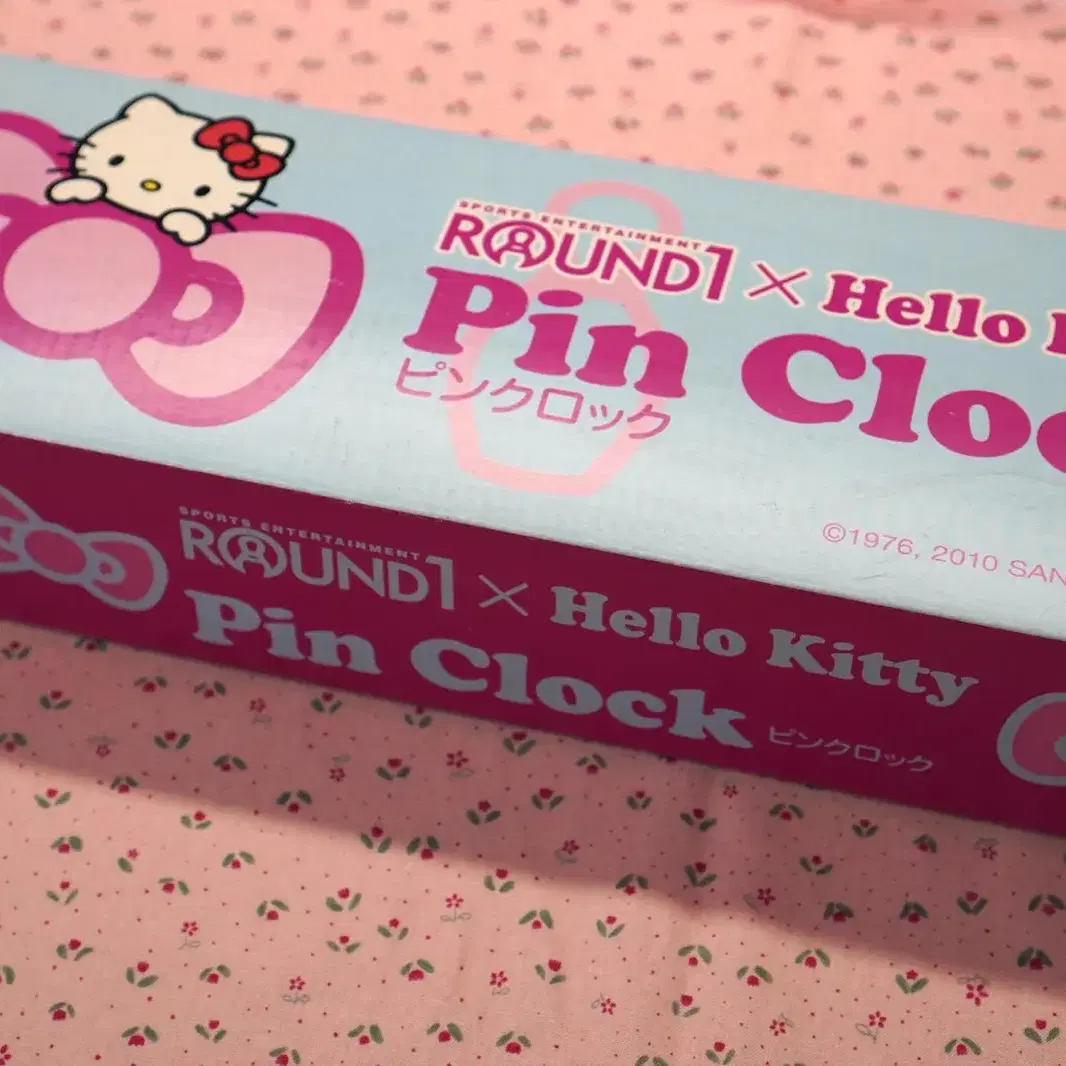 SPORTS ENTERTAINMENT
ROUND1 × Hello
Pin Clo
ピンクロック
©1976, 2010 SAN
SPORTS ENTERTAINMENT
ROUND1 × Hello Kitty
Pin Clock ピンクロック